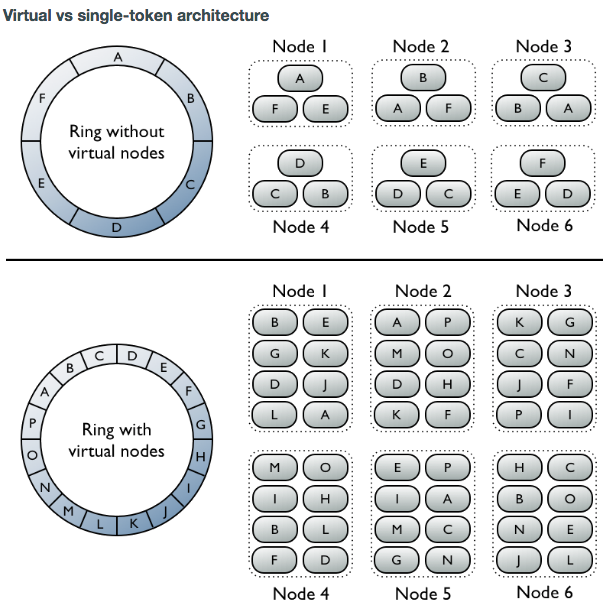 Virtual vs single-token architecture
A
B
C
D
E
F
Ring without
virtual nodes
Node 1 Node 2 Node 3
A B C
F E A F B A
D E F
C B D C E D
Node 4 Node 5 Node 6
Node 1 Node 2 Node 3
B E A P K G
G K M O C N
D J D H J F
L A K F P I
A
B
C
D
E
F
G
H
I
J
K
L
M
N
O
P
Ring with
virtual nodes
M O E P H C
I H I A B O
B L M C N E
F D G N J L
Node 4 Node 5 Node 6